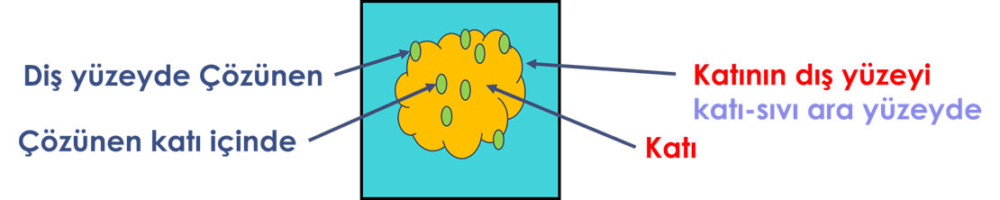 Diş yüzeyde Çözünen
Çözünen katı içinde
Katının dış yüzeyi
katı-sıvı ara yüzeyde
Katı